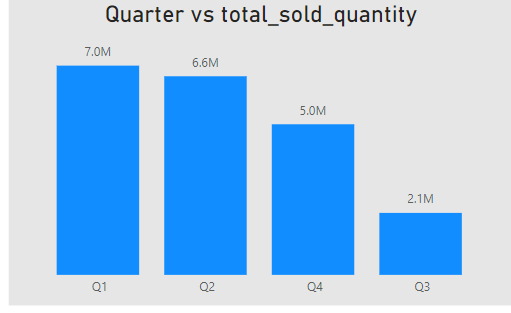 Quarter vs total_sold_quantity
7.0M
6.6M
5.0M
2.1M
Q1
Q2
Q4
Q3